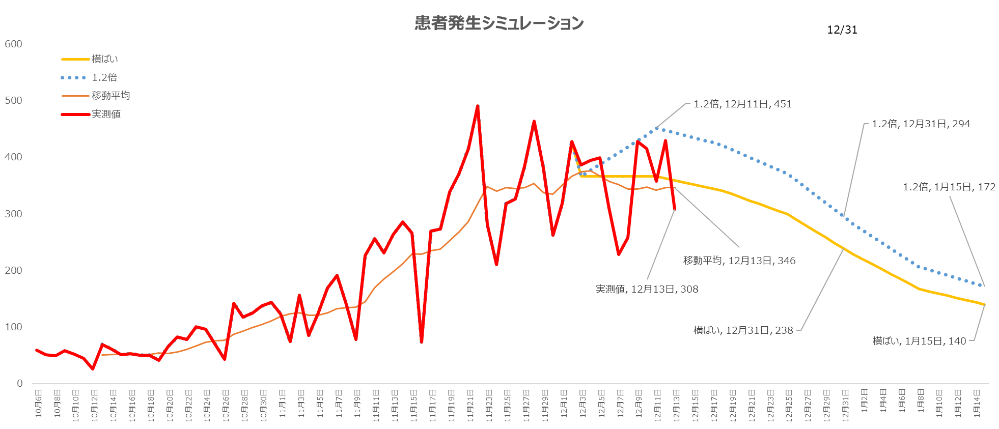 患者発生シミュレーション
12/31
600
500
400
300
200
100
0
横ばい
1.2倍
移動平均
実測値
1.2倍, 12月11日, 451
1.2倍, 12月31日, 294
1.2倍, 1月15日, 172
移動平均, 12月13日, 346
実測値, 12月13日, 308
横ばい, 12月31日, 238
横ばい, 1月15日, 140
10月6日
10月8日
10月10日
10月12日
10月14日
10月16日
10月18日
10月20日
10月22日
10月24日
10月26日
10月28日
10月30日
11月1日
11月3日
11月5日
11月7日
11月9日
11月11日
11月13日
11月15日
11月17日
11月19日
11月21日
11月23日
11月25日
11月27日
11月29日
12月1日
12月3日
12月5日
12月7日
12月9日
12月11日
12月13日
12月15日
12月17日
12月19日
12月21日
12月23日
12月25日
12月27日
12月29日
12月31日
1月2日
1月4日
1月6日
1月8日
1月10日
1月12日
1月14日